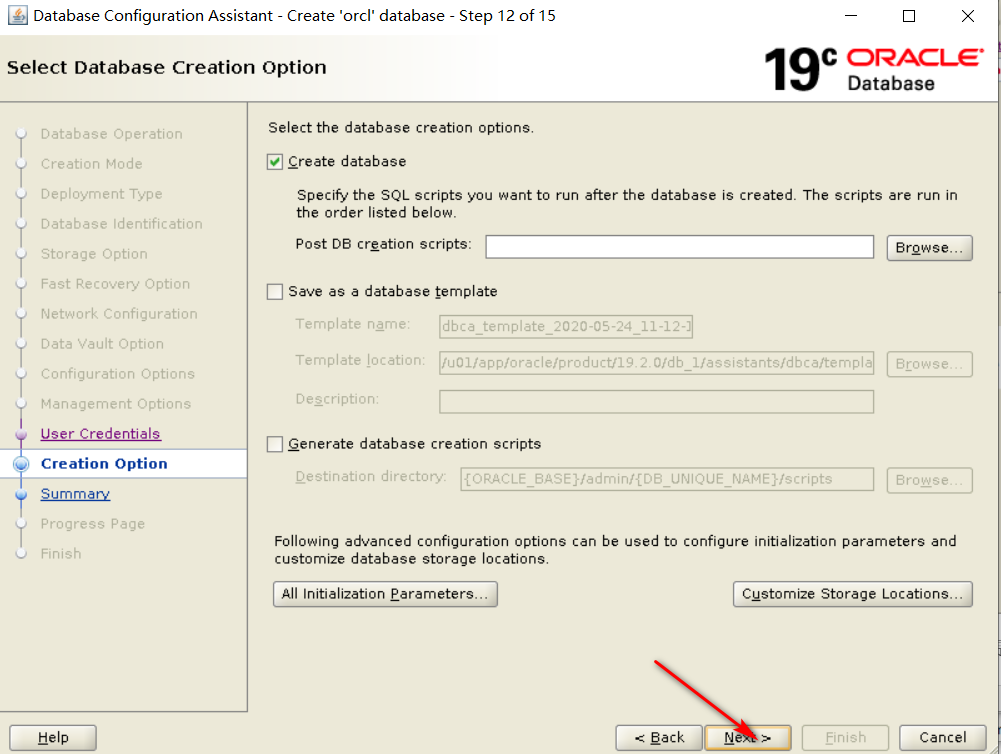 Database Configuration Assistant - Create 'orcl' database - Step 12 of 15
Select Database Creation Option
19c ORACLE
Database
Database Operation
Creation Mode
Deployment Type
Database Identification
Storage Option
Fast Recovery Option
Network Configuration
Data Vault Option
Configuration Options
Management Options
User Credentials
Creation Option
Summary
Progress Page
Finish
Select the database creation options.
Create database
Specify the SQL scripts you want to run after the database is created. The scripts are run in
the order listed below.
Post DB creation scripts:
Browse...
Save as a database template
Template name: dbca_template_2020-05-24_11-12-
Template location: /u01/app/oracle/product/19.2.0/db_1/assistants/dbca/templa
Browse...
Description:
Generate database creation scripts
Destination directory: {ORACLE_BASE}/admin/{DB_UNIQUE_NAME}/scripts
Browse...
Following advanced configuration options can be used to configure initialization parameters and
customize database storage locations.
All Initialization Parameters...
Customize Storage Locations...
Help
< Back
Next >
Finish
Cancel